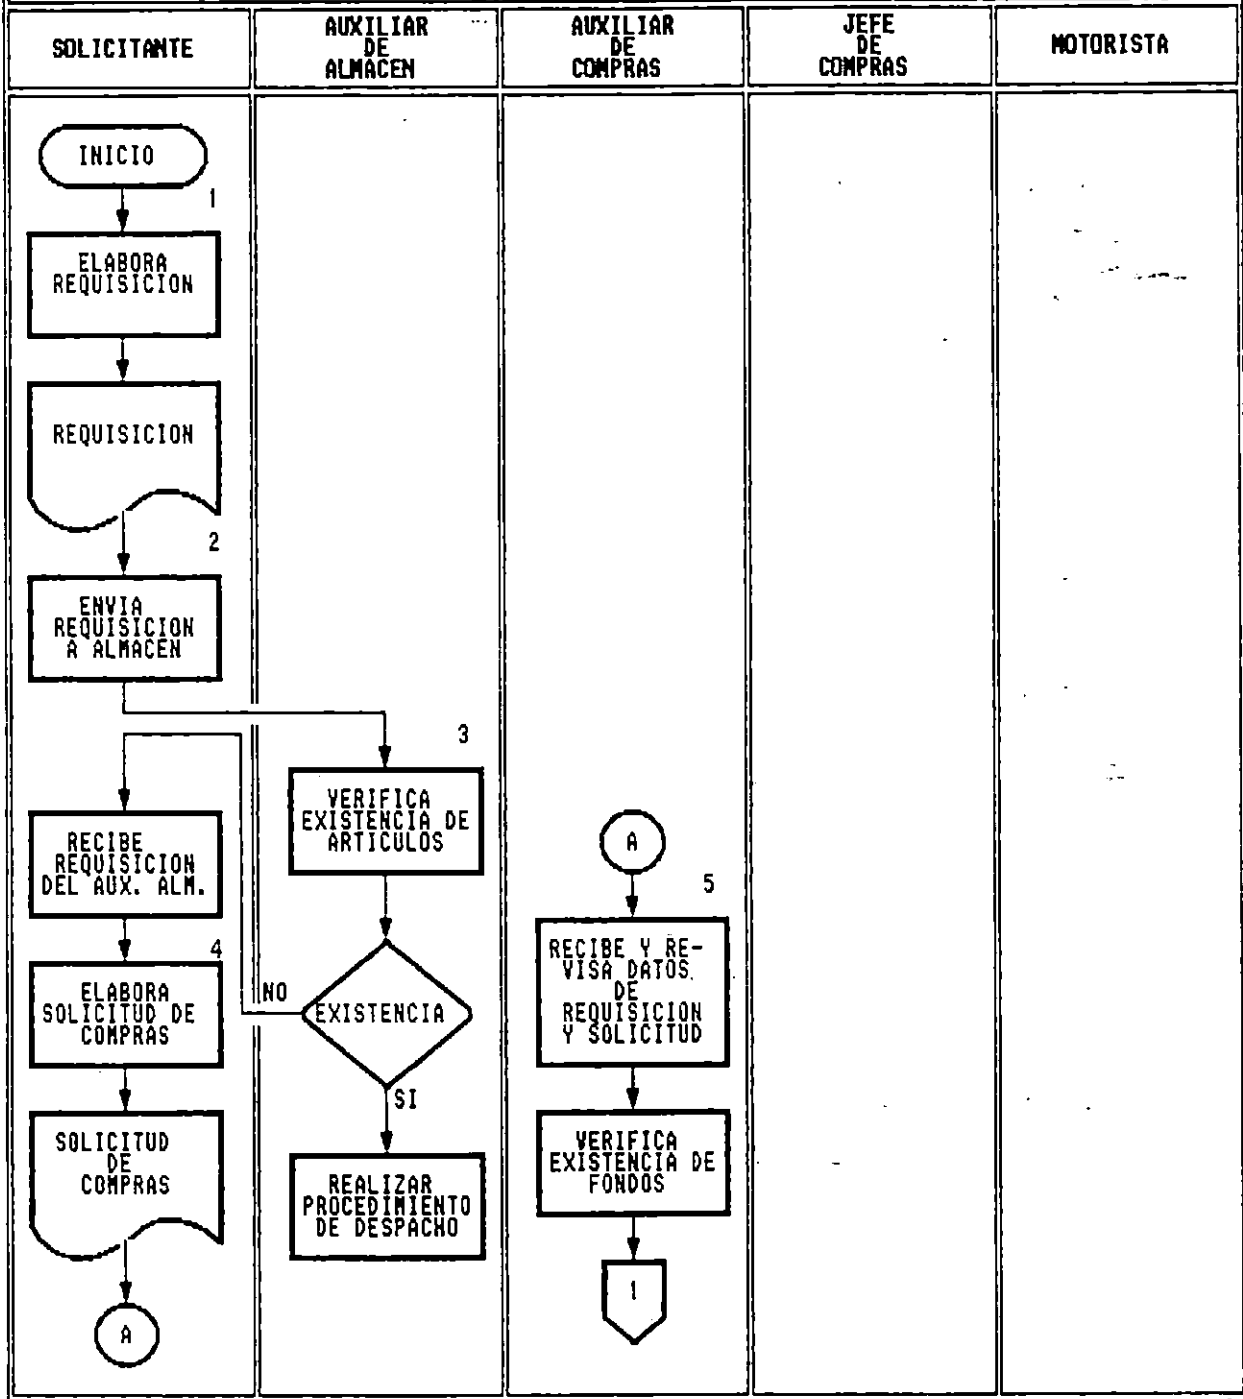 SOLICITANTE
AUXILIAR
DE
ALMACEN
AUXILIAR
DE
COMPRAS
JEFE
DE
COMPRAS
MOTORISTA
INICIO
1
ELABORA
REQUISICION
REQUISICION
2
ENVIA
REQUISICION
A ALMACEN
3
VERIFICA
EXISTENCIA DE
ARTICULOS
RECIBE
REQUISICION
DEL AUX. ALM.
4
ELABORA
SOLICITUD DE
COMPRAS
NO
EXISTENCIA
SI
SOLICITUD
DE
COMPRAS
REALIZAR
PROCEDIMIENTO
DE DESPACHO
A
A
5
RECIBE Y RE-
VISA DATOS
DE
REQUISICION
Y SOLICITUD
VERIFICA
EXISTENCIA DE
FONDOS
1